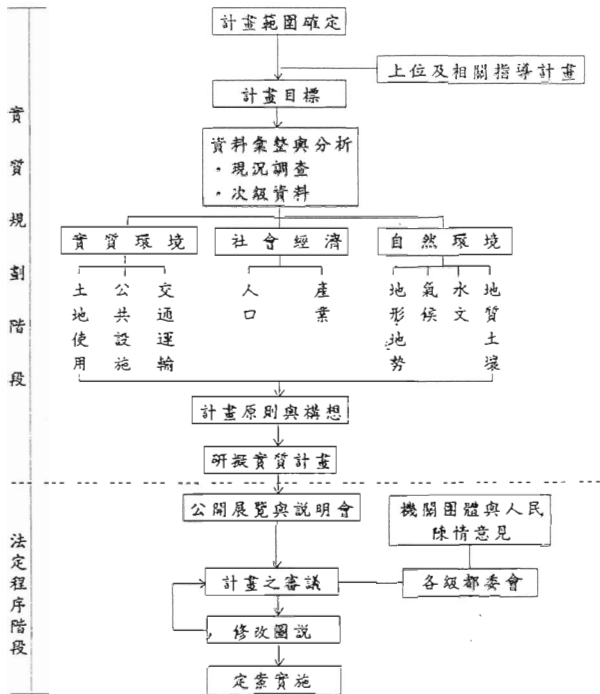 計畫範圍確定
上位及相關指導計畫
計畫目標
資料彙整與分析
・現況調查
・次級資料
實質環境
社會經濟
自然環境
土地使用
公共設施
交通運輸
人口
產業
地形地勢
氣候
水文
地質土壤
計畫原則與構想
研擬實質計畫
實質規劃階段
公開展覽與說明會
機關團體與人民
陳情意見
計畫之審議
各級都委會
修改圖說
定案實施
法定程序階段